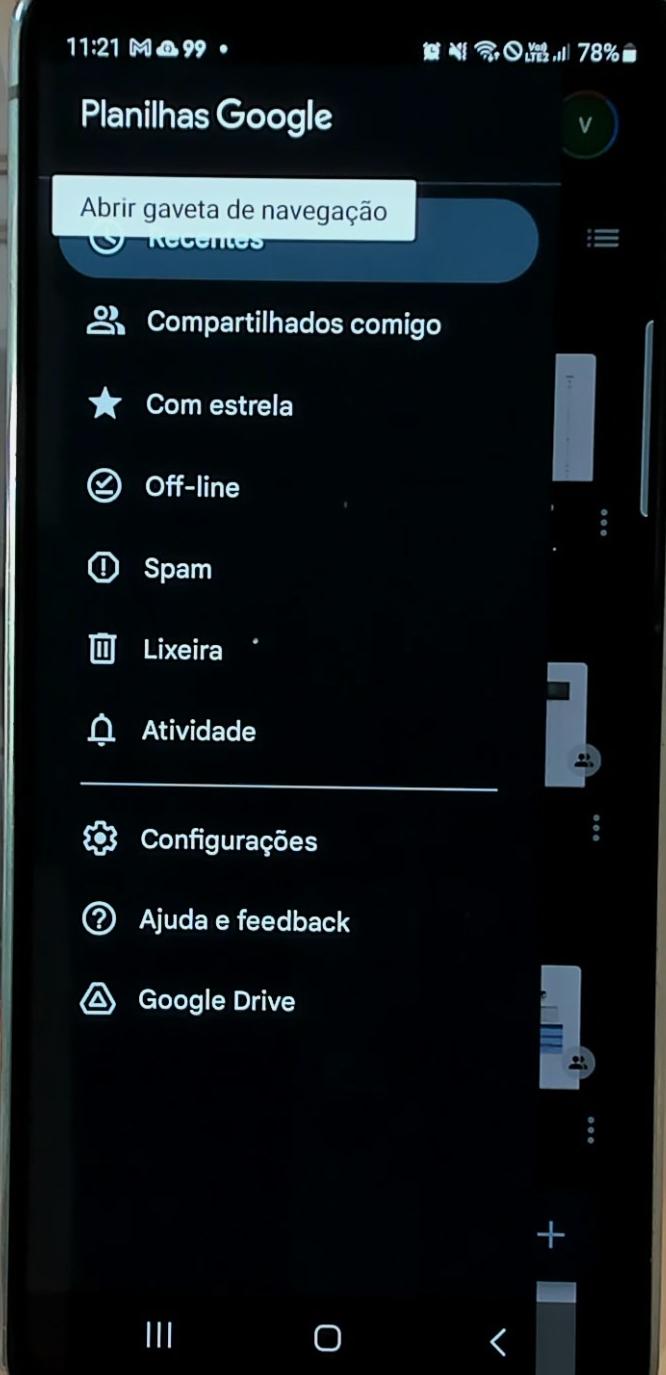 11:21 99 78%
Planilhas Google
V
Abrir gaveta de navegação
Recentes
Compartilhados comigo
Com estrela
Off-line
Spam
Lixeira
Atividade
Configurações
Ajuda e feedback
Google Drive